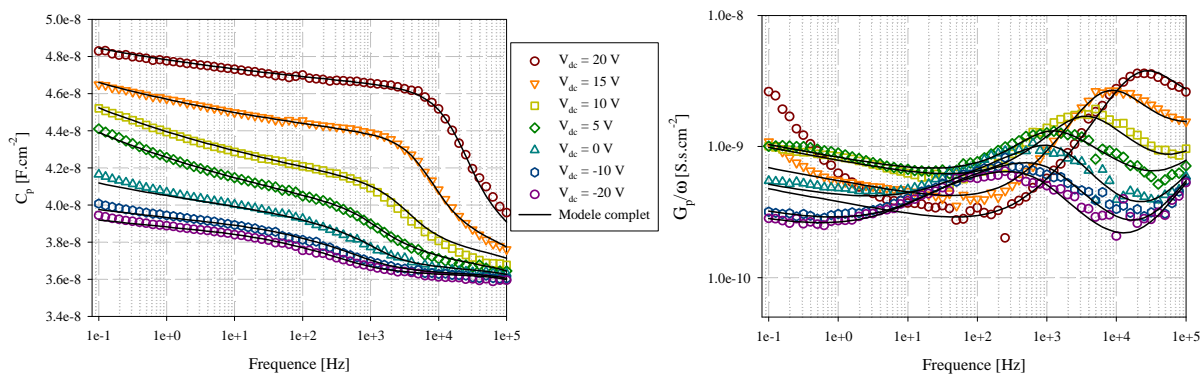 5.0e-8
4.8e-8
4.6e-8
4.4e-8
4.2e-8
4.0e-8
3.8e-8
3.6e-8
3.4e-8
C_p [F.cm^-2]
1e-1 1e+0 1e+1 1e+2 1e+3 1e+4 1e+5
Frequence [Hz]
V_dc = 20 V
V_dc = 15 V
V_dc = 10 V
V_dc = 5 V
V_dc = 0 V
V_dc = -10 V
V_dc = -20 V
Modele complet
1.0e-8
1.0e-9
1.0e-10
G_p/ω [S.s.cm^-2]
1e-1 1e+0 1e+1 1e+2 1e+3 1e+4 1e+5
Frequence [Hz]